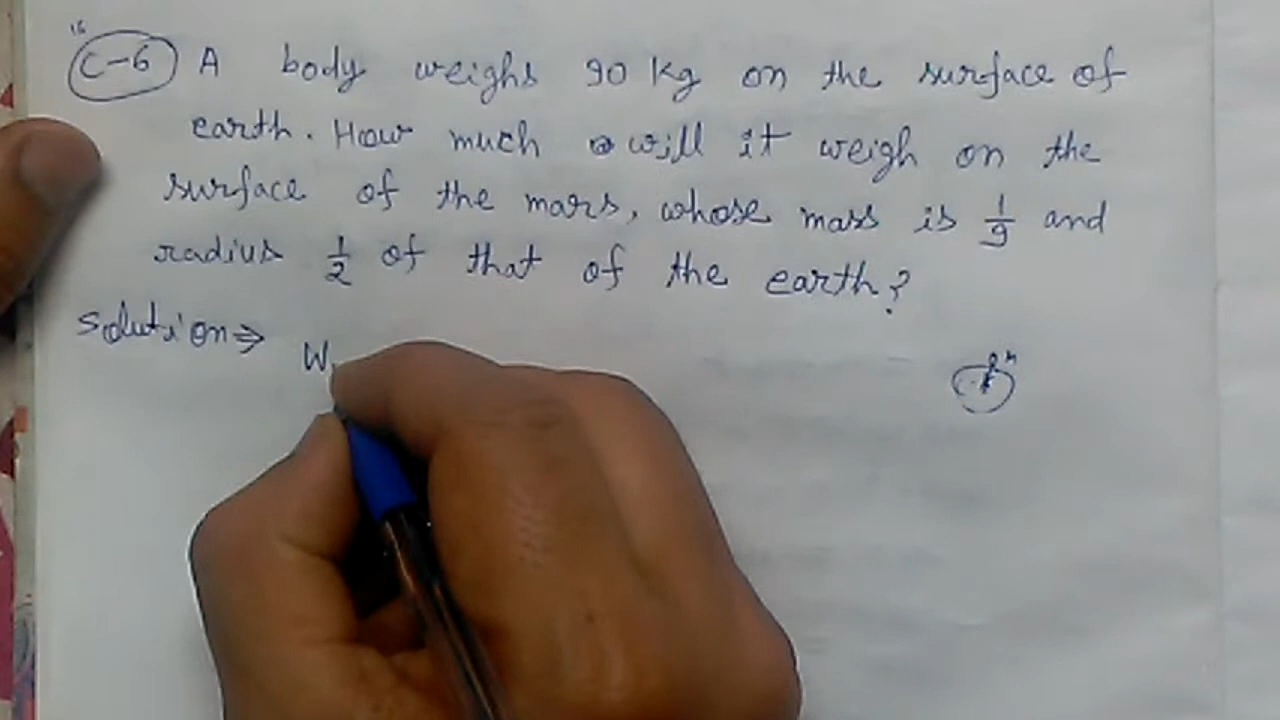 C-6 A body weighs 90 Kg on the surface of
earth. How much will it weigh on the
surface of the mars, whose mass is 1/9 and
radius 1/2 of that of the earth?
Solution ⇒ W